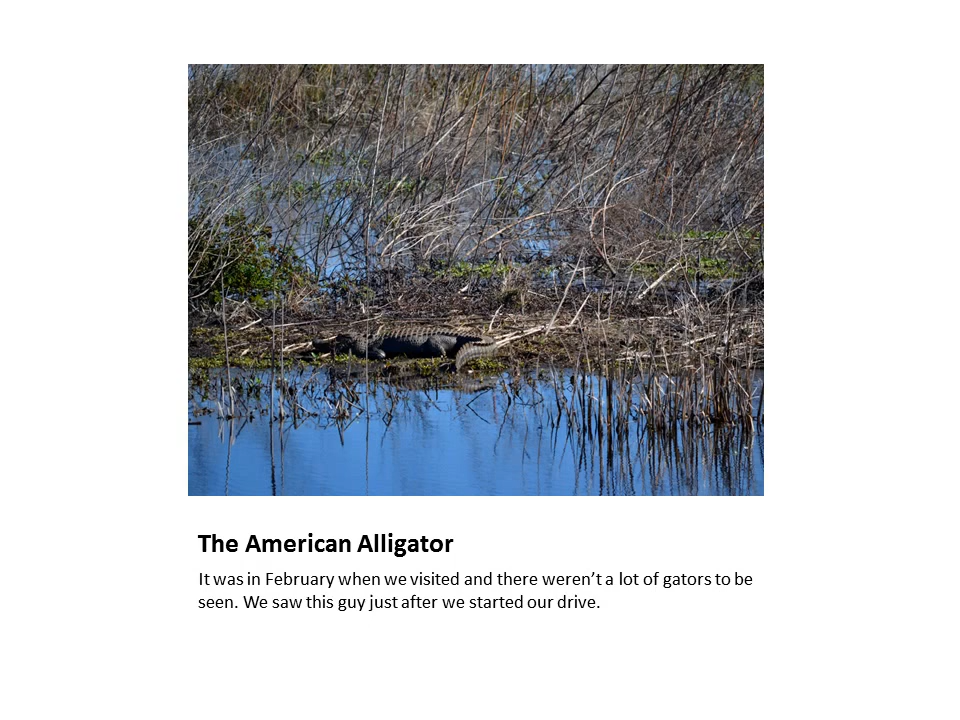 The American Alligator
It was in February when we visited and there weren’t a lot of gators to be
seen. We saw this guy just after we started our drive.